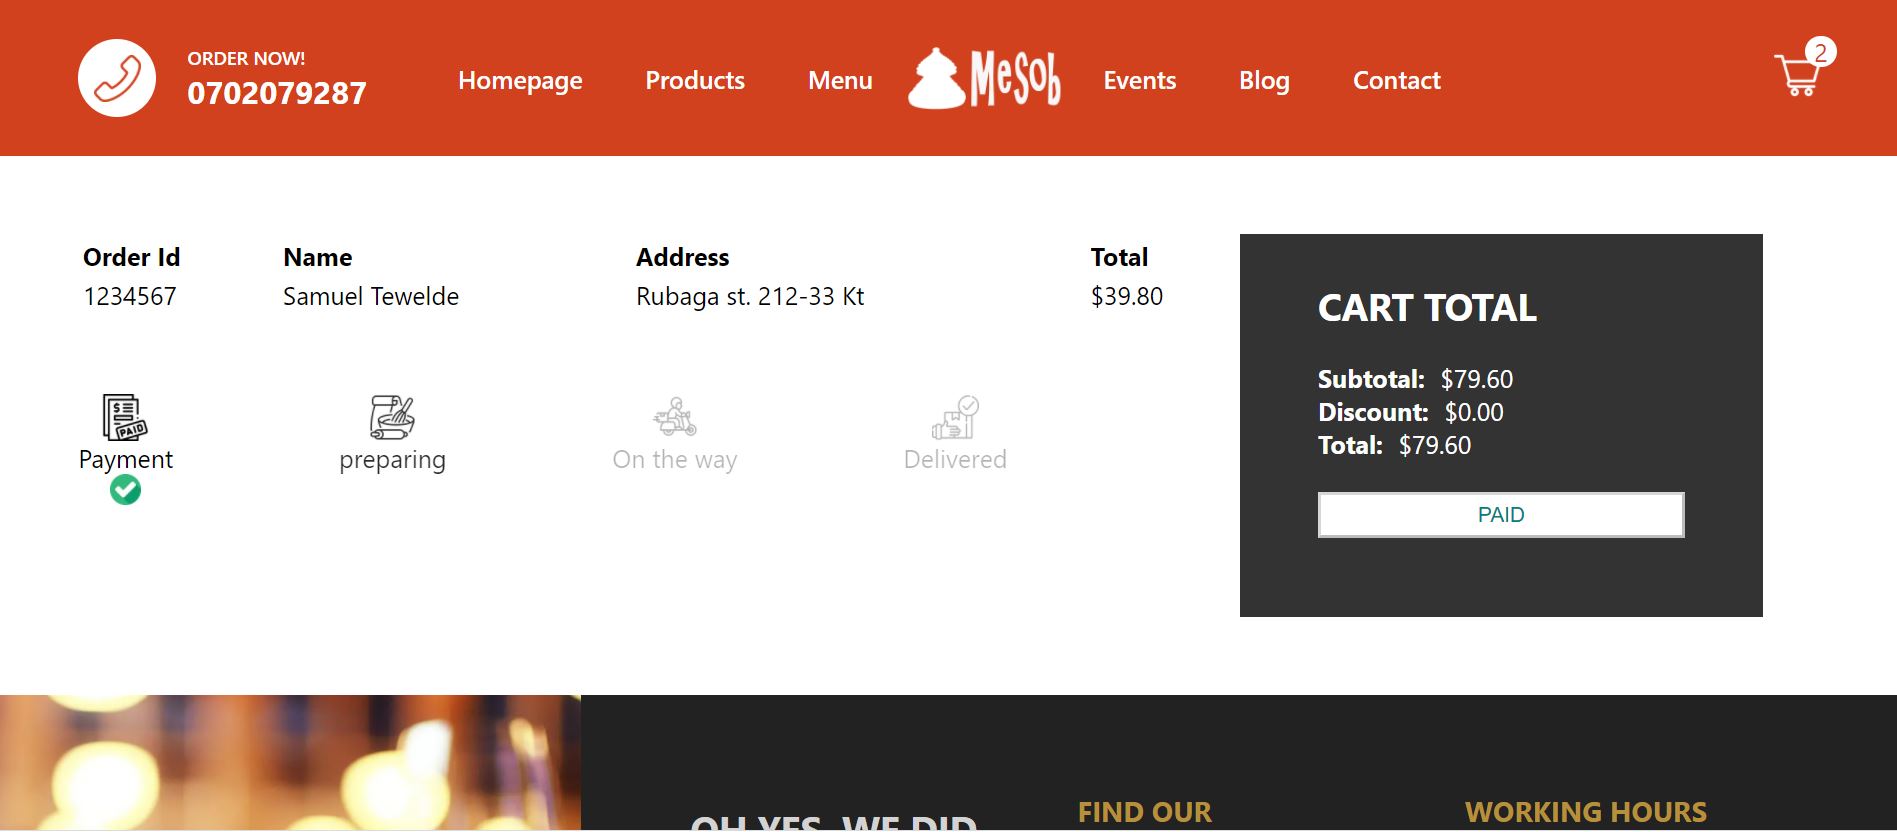 ORDER NOW!
0702079287
Homepage
Products
Menu
MeSob
Events
Blog
Contact
2
Order Id
Name
Address
Total
1234567
Samuel Tewelde
Rubaga st. 212-33 Kt
$39.80
PAID
Payment
preparing
On the way
Delivered
CART TOTAL
Subtotal: $79.60
Discount: $0.00
Total: $79.60
PAID
OH YES, WE DID
FIND OUR
WORKING HOURS